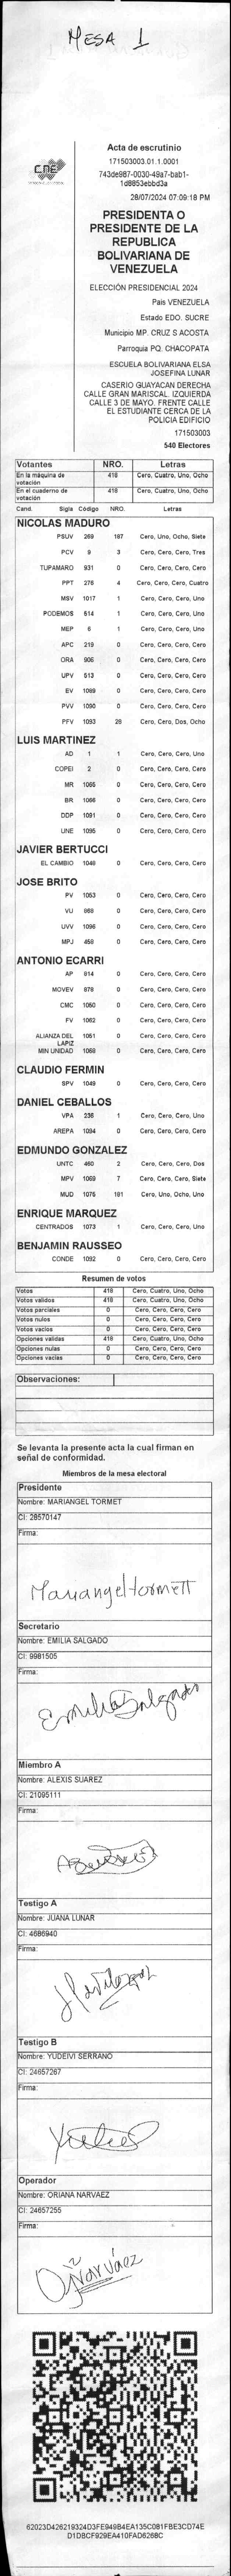 MESA 1
CNE
Acta de escrutinio
171503003.01.1.0001
743de987-0030-49a7-bab1-
1d8853ebbd3a
28/07/2024 07:09:18 PM
PRESIDENTA O
PRESIDENTE DE LA
REPUBLICA
BOLIVARIANA DE
VENEZUELA
ELECCIÓN PRESIDENCIAL 2024
Pais VENEZUELA
Estado EDO. SUCRE
Municipio MP. CRUZ S ACOSTA
Parroquia PQ. CHACOPATA
ESCUELA BOLIVARIANA ELSA
JOSEFINA LUNAR
CASERIO GUAYACAN DERECHA
CALLE GRAN MARISCAL. IZQUIERDA
CALLE 3 DE MAYO. FRENTE CALLE
EL ESTUDIANTE CERCA DE LA
POLICIA EDIFICIO
171503003
540 Electores
Votantes NRO. Letras
En la máquina de votación 418 Cero, Cuatro, Uno, Ocho
En el cuaderno de votación 418 Cero, Cuatro, Uno, Ocho
Cand. Sigla Código NRO. Letras
NICOLAS MADURO
PSUV 269 187 Cero, Uno, Ocho, Siete
PCV 9 3 Cero, Cero, Cero, Tres
TUPAMARO 931 0 Cero, Cero, Cero, Cero
PPT 276 4 Cero, Cero, Cero, Cuatro
MSV 1017 1 Cero, Cero, Cero, Uno
PODEMOS 514 1 Cero, Cero, Cero, Uno
MEP 6 1 Cero, Cero, Cero, Uno
APC 219 0 Cero, Cero, Cero, Cero
ORA 906 0 Cero, Cero, Cero, Cero
UPV 513 0 Cero, Cero, Cero, Cero
EV 1089 0 Cero, Cero, Cero, Cero
PVV 1090 0 Cero, Cero, Cero, Cero
PFV 1093 28 Cero, Cero, Dos, Ocho
LUIS MARTINEZ
AD 1 1 Cero, Cero, Cero, Uno
COPEI 2 0 Cero, Cero, Cero, Cero
MR 1065 0 Cero, Cero, Cero, Cero
BR 1066 0 Cero, Cero, Cero, Cero
DDP 1091 0 Cero, Cero, Cero, Cero
UNE 1095 0 Cero, Cero, Cero, Cero
JAVIER BERTUCCI
EL CAMBIO 1048 0 Cero, Cero, Cero, Cero
JOSE BRITO
PV 1053 0 Cero, Cero, Cero, Cero
VU 868 0 Cero, Cero, Cero, Cero
UVV 1096 0 Cero, Cero, Cero, Cero
MPJ 458 0 Cero, Cero, Cero, Cero
ANTONIO ECARRI
AP 814 0 Cero, Cero, Cero, Cero
MOVEV 878 0 Cero, Cero, Cero, Cero
CMC 1050 0 Cero, Cero, Cero, Cero
FV 1062 0 Cero, Cero, Cero, Cero
ALIANZA DEL LAPIZ 1051 0 Cero, Cero, Cero, Cero
MIN UNIDAD 1068 0 Cero, Cero, Cero, Cero
CLAUDIO FERMIN
SPV 1049 0 Cero, Cero, Cero, Cero
DANIEL CEBALLOS
VPA 236 1 Cero, Cero, Cero, Uno
AREPA 1094 0 Cero, Cero, Cero, Cero
EDMUNDO GONZALEZ
UNTC 460 2 Cero, Cero, Cero, Dos
MPV 1069 7 Cero, Cero, Cero, Siete
MUD 1075 181 Cero, Uno, Ocho, Uno
ENRIQUE MARQUEZ
CENTRADOS 1073 1 Cero, Cero, Cero, Uno
BENJAMIN RAUSSEO
CONDE 1092 0 Cero, Cero, Cero, Cero
Resumen de votos
Votos 418 Cero, Cuatro, Uno, Ocho
Votos validos 418 Cero, Cuatro, Uno, Ocho
Votos parciales 0 Cero, Cero, Cero, Cero
Votos nulos 0 Cero, Cero, Cero, Cero
Votos vacios 0 Cero, Cero, Cero, Cero
Opciones validas 418 Cero, Cuatro, Uno, Ocho
Opciones nulas 0 Cero, Cero, Cero, Cero
Opciones vacias 0 Cero, Cero, Cero, Cero
Observaciones:
Se levanta la presente acta la cual firman en
señal de conformidad.
Miembros de la mesa electoral
Presidente
Nombre: MARIANGEL TORMET
CI: 28570147
Firma:
Mariangel tormett
Secretario
Nombre: EMILIA SALGADO
CI: 9981505
Firma:
Emilia Salgado
Miembro A
Nombre: ALEXIS SUAREZ
CI: 21095111
Firma:
Testigo A
Nombre: JUANA LUNAR
CI: 4686940
Firma:
Testigo B
Nombre: YUDEIVI SERRANO
CI: 24657267
Firma:
Operador
Nombre: ORIANA NARVAEZ
CI: 24657255
Firma:
ONarváez
62023D426219324D3FE949B4EA135C081FBE3CD74E
D1DBCF929EA410FAD6268C